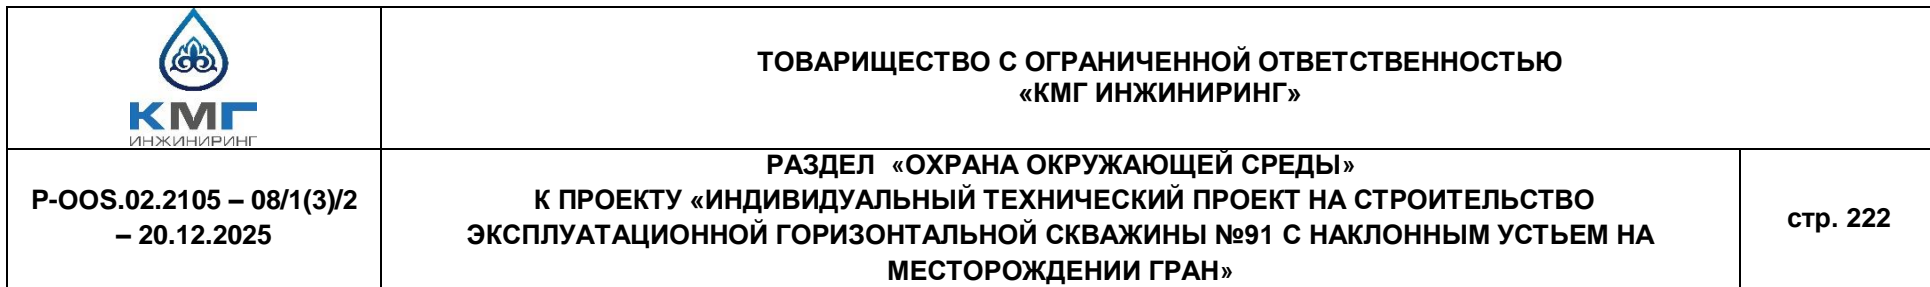 КМГ
ИНЖИНИРИНГ
ТОВАРИЩЕСТВО С ОГРАНИЧЕННОЙ ОТВЕТСТВЕННОСТЬЮ
«КМГ ИНЖИНИРИНГ»
P-OOS.02.2105 – 08/1(3)/2
– 20.12.2025
РАЗДЕЛ «ОХРАНА ОКРУЖАЮЩЕЙ СРЕДЫ»
К ПРОЕКТУ «ИНДИВИДУАЛЬНЫЙ ТЕХНИЧЕСКИЙ ПРОЕКТ НА СТРОИТЕЛЬСТВО
ЭКСПЛУАТАЦИОННОЙ ГОРИЗОНТАЛЬНОЙ СКВАЖИНЫ №91 С НАКЛОННЫМ УСТЬЕМ НА
МЕСТОРОЖДЕНИИ ГРАН»
стр. 222